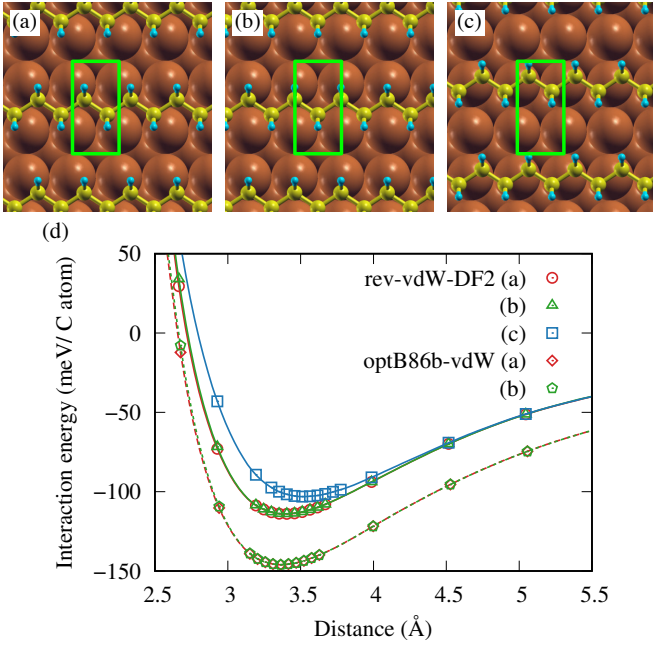 (a)
(b)
(c)
(d)
Interaction energy (meV/ C atom)
50
0
−50
−100
−150
rev-vdW-DF2 (a)
(b)
(c)
optB86b-vdW (a)
(b)
2.5 3 3.5 4 4.5 5 5.5
Distance (Å)